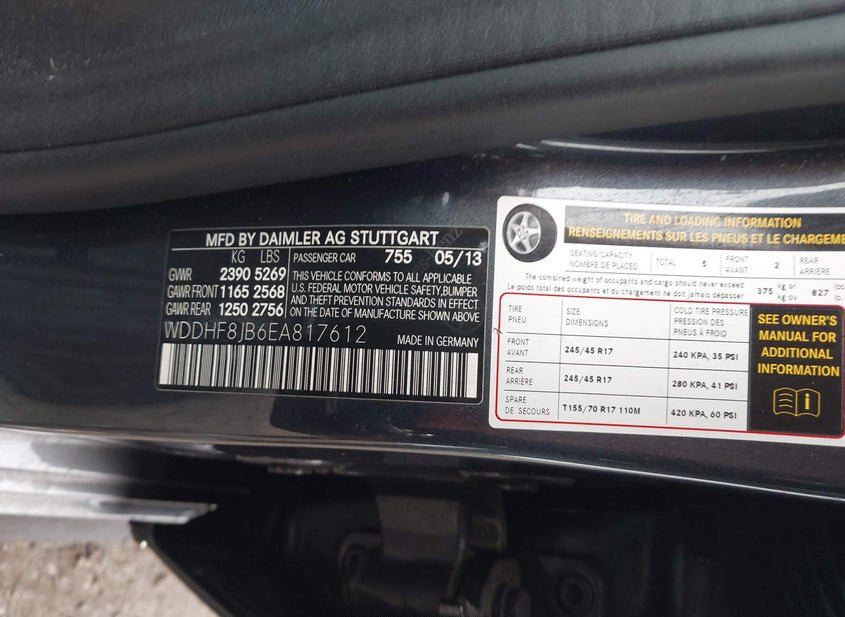 MFD BY DAIMLER AG STUTTGART
KG LBS
GVWR 2390 5269
GAWR FRONT 1165 2568
GAWR REAR 1250 2756
PASSENGER CAR 755 05/13
THIS VEHICLE CONFORMS TO ALL APPLICABLE
U.S. FEDERAL MOTOR VEHICLE SAFETY, BUMPER
AND THEFT PREVENTION STANDARDS IN EFFECT
ON THE DATE OF MANUFACTURE SHOWN ABOVE
WDDHF8JB6EA817612
MADE IN GERMANY
TIRE AND LOADING INFORMATION
RENSEIGNEMENTS SUR LES PNEUS ET LE CHARGEME
SEATING CAPACITY TOTAL 5 FRONT 2 REAR
NOMBRE DE PLACES AVANT ARRIÈRE
The combined weight of occupants and cargo should never exceed 375 kg or 827 lbs
Le poids total des occupants et du chargement ne doit jamais dépasser kg ou lb
TIRE SIZE COLD TIRE PRESSURE
PNEU DIMENSIONS PRESSION DES
PNEUS À FROID
FRONT
AVANT 245/45 R17 240 KPA, 35 PSI
REAR
ARRIÈRE 245/45 R17 280 KPA, 41 PSI
SPARE
DE SECOURS T155/70 R17 110M 420 KPA, 60 PSI
SEE OWNER'S
MANUAL FOR
ADDITIONAL
INFORMATION